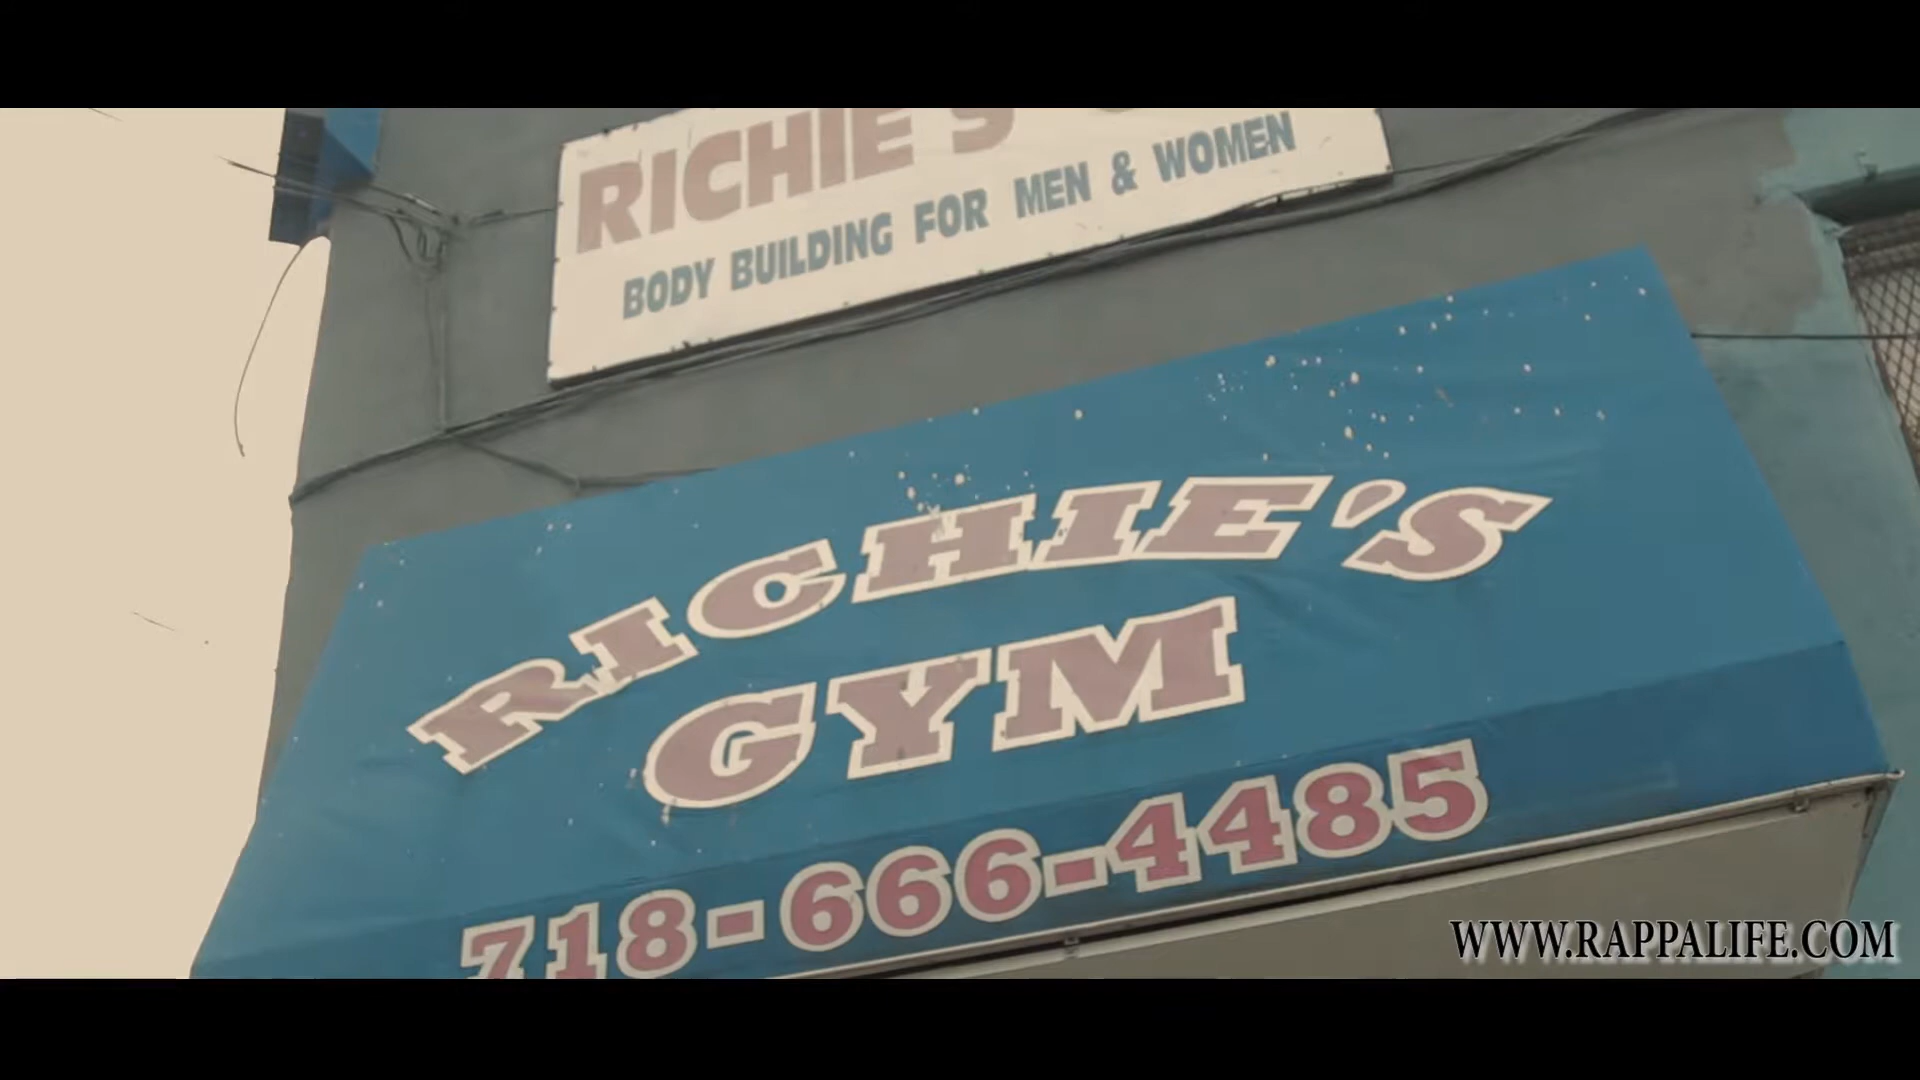 RICHIE'S
BODY BUILDING FOR MEN & WOMEN
RICHIE'S
GYM
718-666-4485
WWW.RAPPALIFE.COM